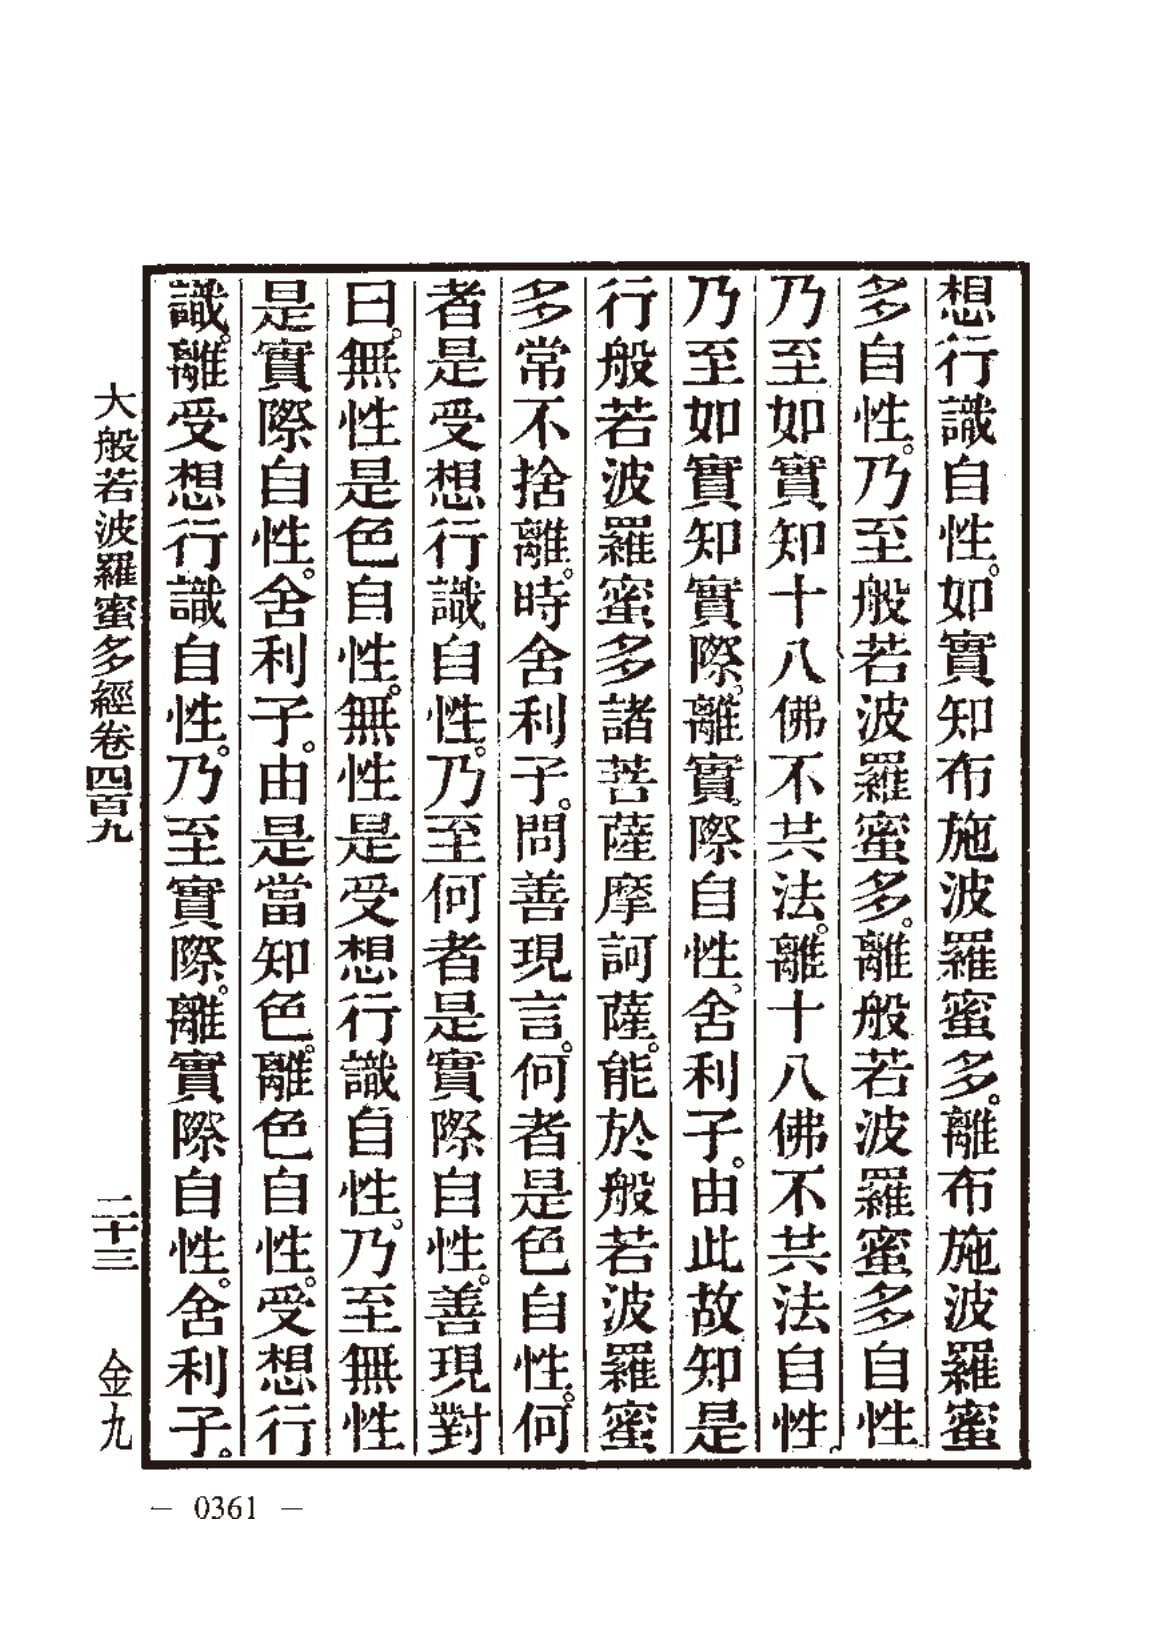 想行識自性。如實知布施波羅蜜多。離布施波羅蜜
多自性。乃至般若波羅蜜多。離般若波羅蜜多自性。
乃至如實知十八佛不共法。離十八佛不共法自性。
乃至如實知實際。離實際自性。舍利子。由此故知是
行般若波羅蜜多諸菩薩摩訶薩。能於般若波羅蜜
多常不捨離。時舍利子。問善現言。何者是色自性。何
者是受想行識自性。乃至何者是實際自性。善現對
曰。無性是色自性。無性是受想行識自性。乃至無性
是實際自性。舍利子。由是當知色。離色自性。受想行
識。離受想行識自性。乃至實際。離實際自性。舍利子。
大般若波羅蜜多經卷四百九 二十三 金九
— 0361 —